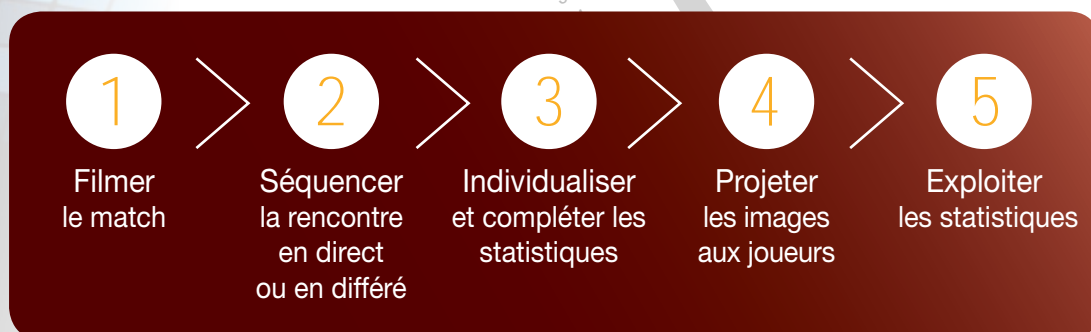 1
Filmer
le match
2
Séquencer
la rencontre
en direct
ou en différé
3
Individualiser
et compléter les
statistiques
4
Projeter
les images
aux joueurs
5
Exploiter
les statistiques